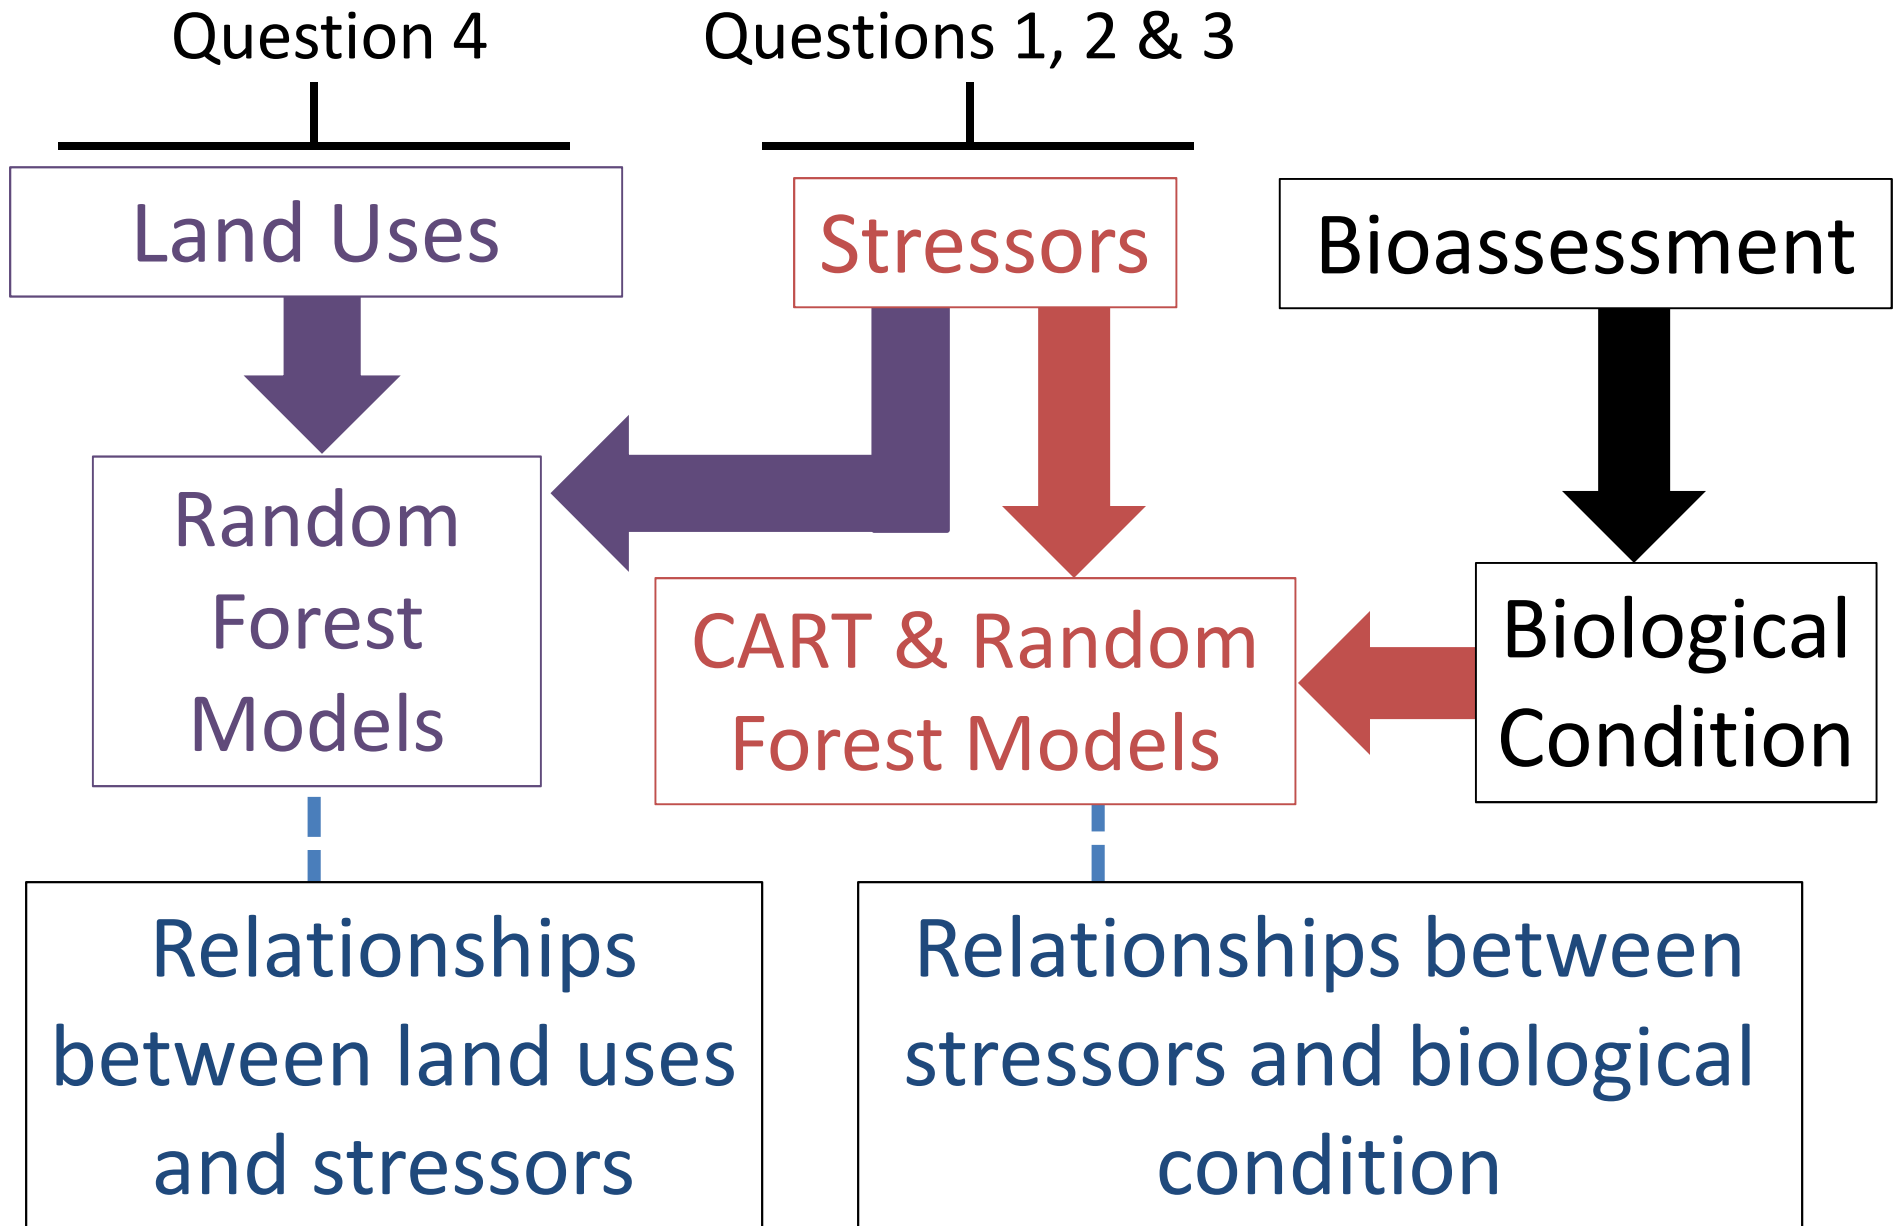 Question 4
Questions 1, 2 & 3
Land Uses
Stressors
Bioassessment
Random
Forest
Models
CART & Random
Forest Models
Biological
Condition
Relationships
between land uses
and stressors
Relationships between
stressors and biological
condition